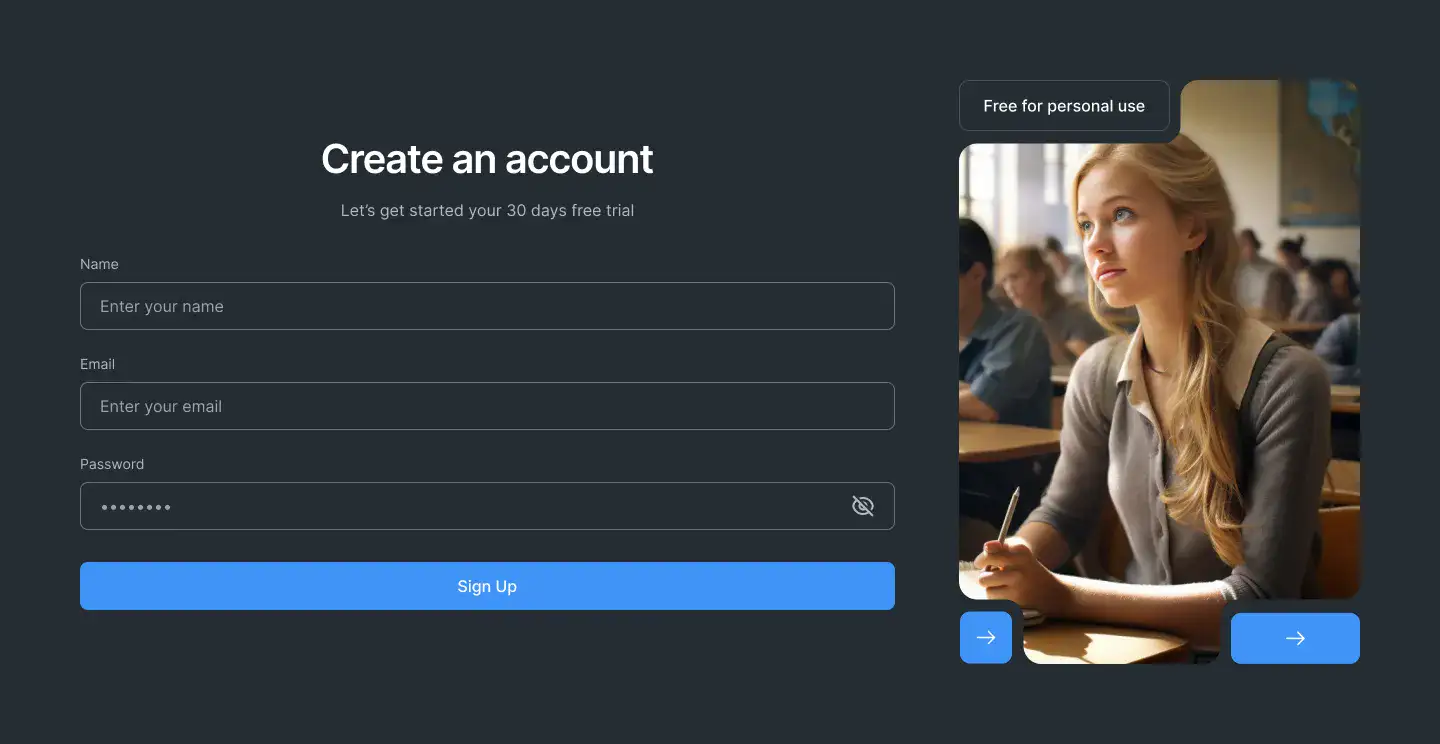 Create an account
Let’s get started your 30 days free trial
Name
Enter your name
Email
Enter your email
Password
Sign Up
Free for personal use